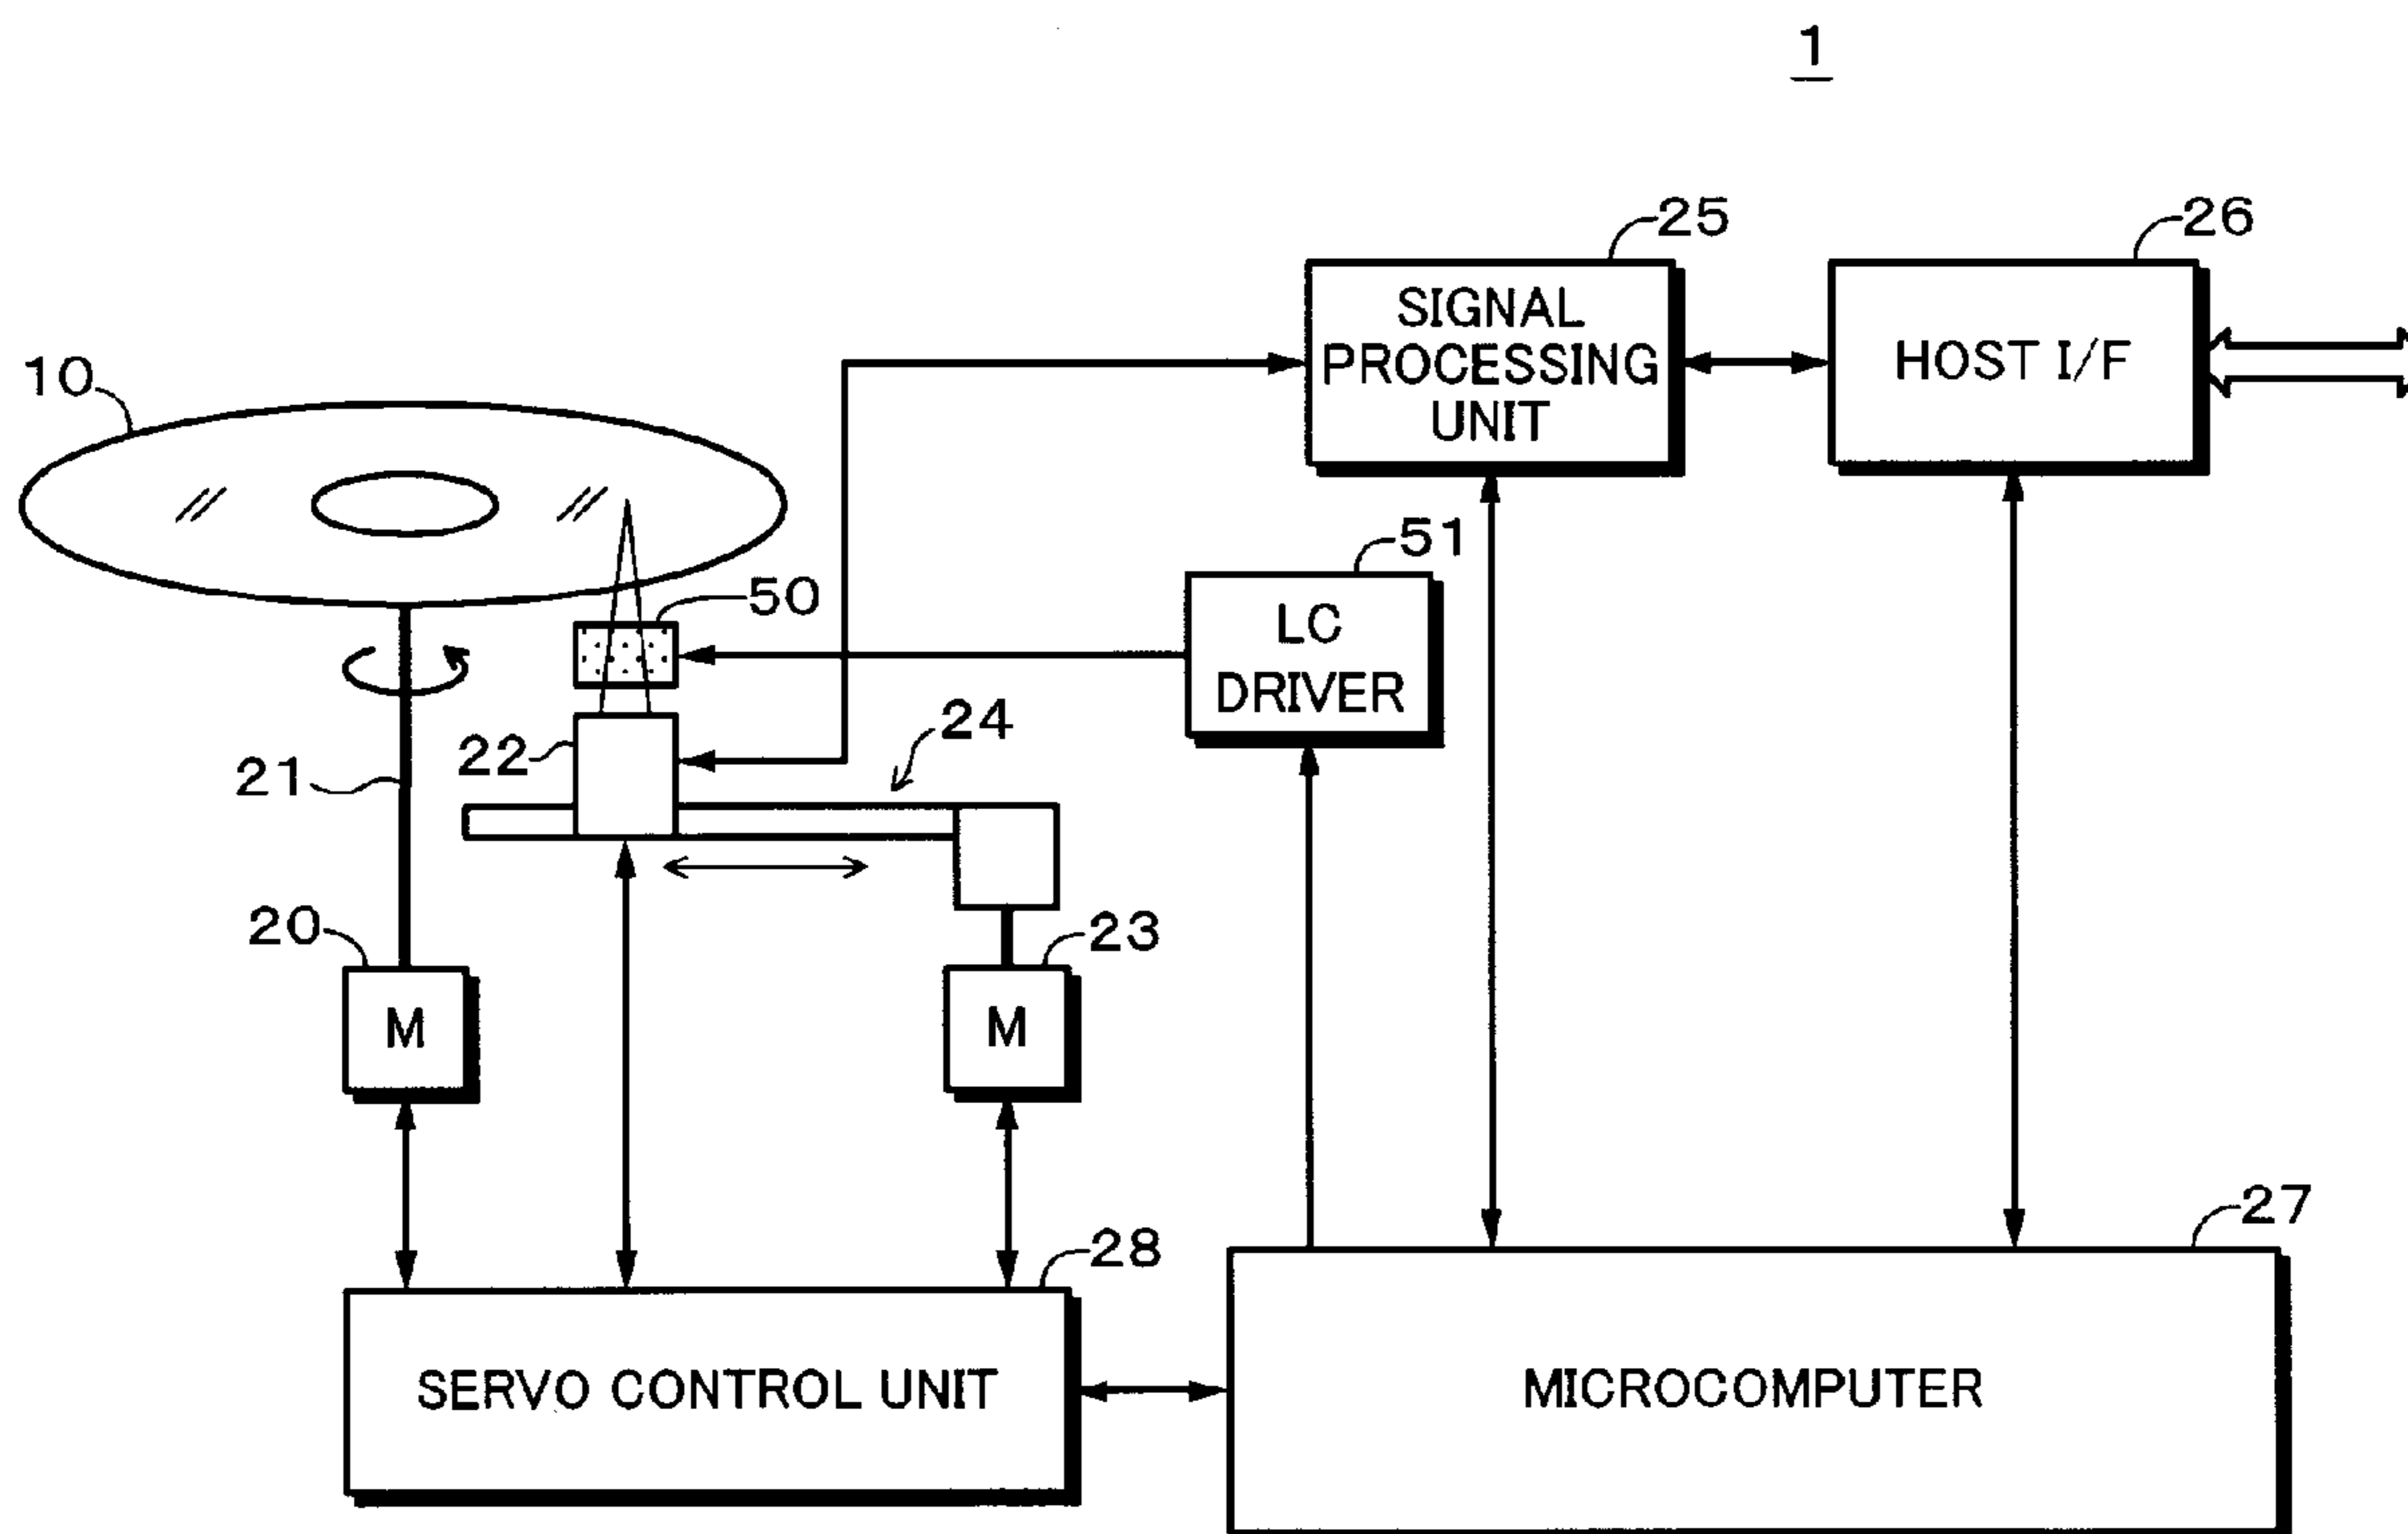 1
25
26
SIGNAL
PROCESSING
UNIT
HOST I/F
10
51
50
LC
DRIVER
24
22
21
20
23
M
M
27
28
SERVO CONTROL UNIT
MICROCOMPUTER